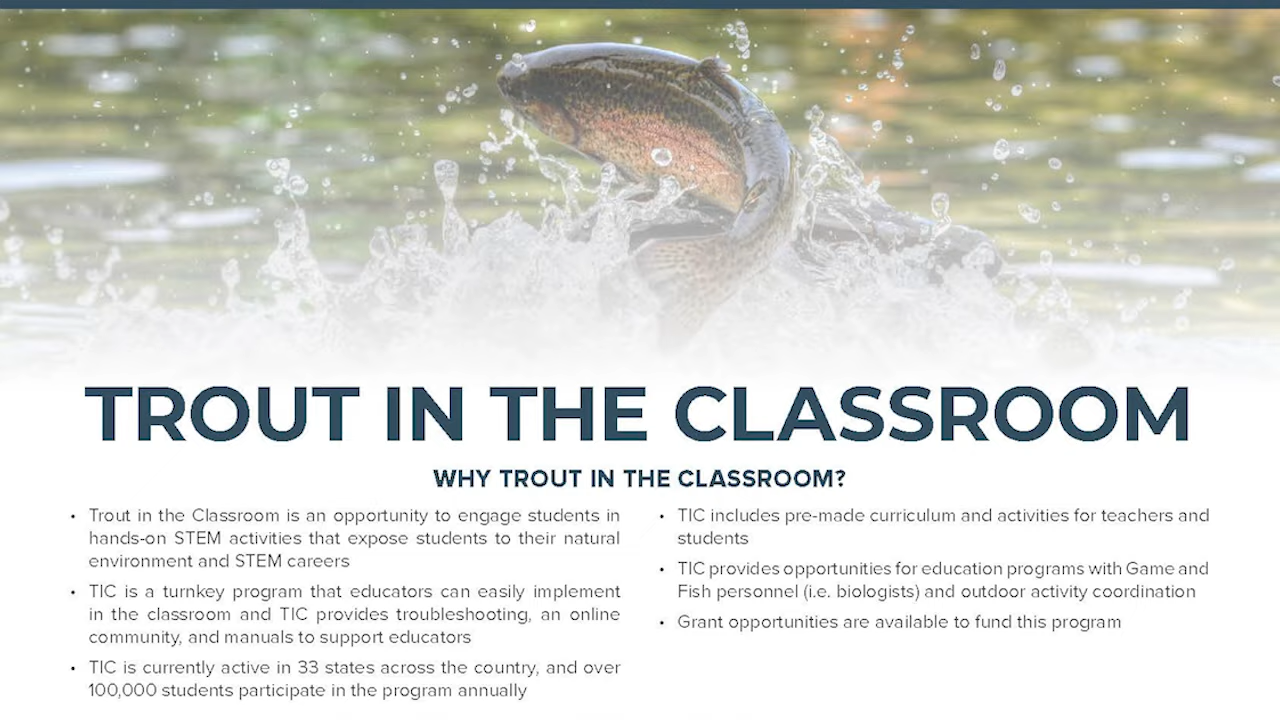 TROUT IN THE CLASSROOM
WHY TROUT IN THE CLASSROOM?
• Trout in the Classroom is an opportunity to engage students in
hands-on STEM activities that expose students to their natural
environment and STEM careers
• TIC is a turnkey program that educators can easily implement
in the classroom and TIC provides troubleshooting, an online
community, and manuals to support educators
• TIC is currently active in 33 states across the country, and over
100,000 students participate in the program annually
• TIC includes pre-made curriculum and activities for teachers and
students
• TIC provides opportunities for education programs with Game and
Fish personnel (i.e. biologists) and outdoor activity coordination
• Grant opportunities are available to fund this program